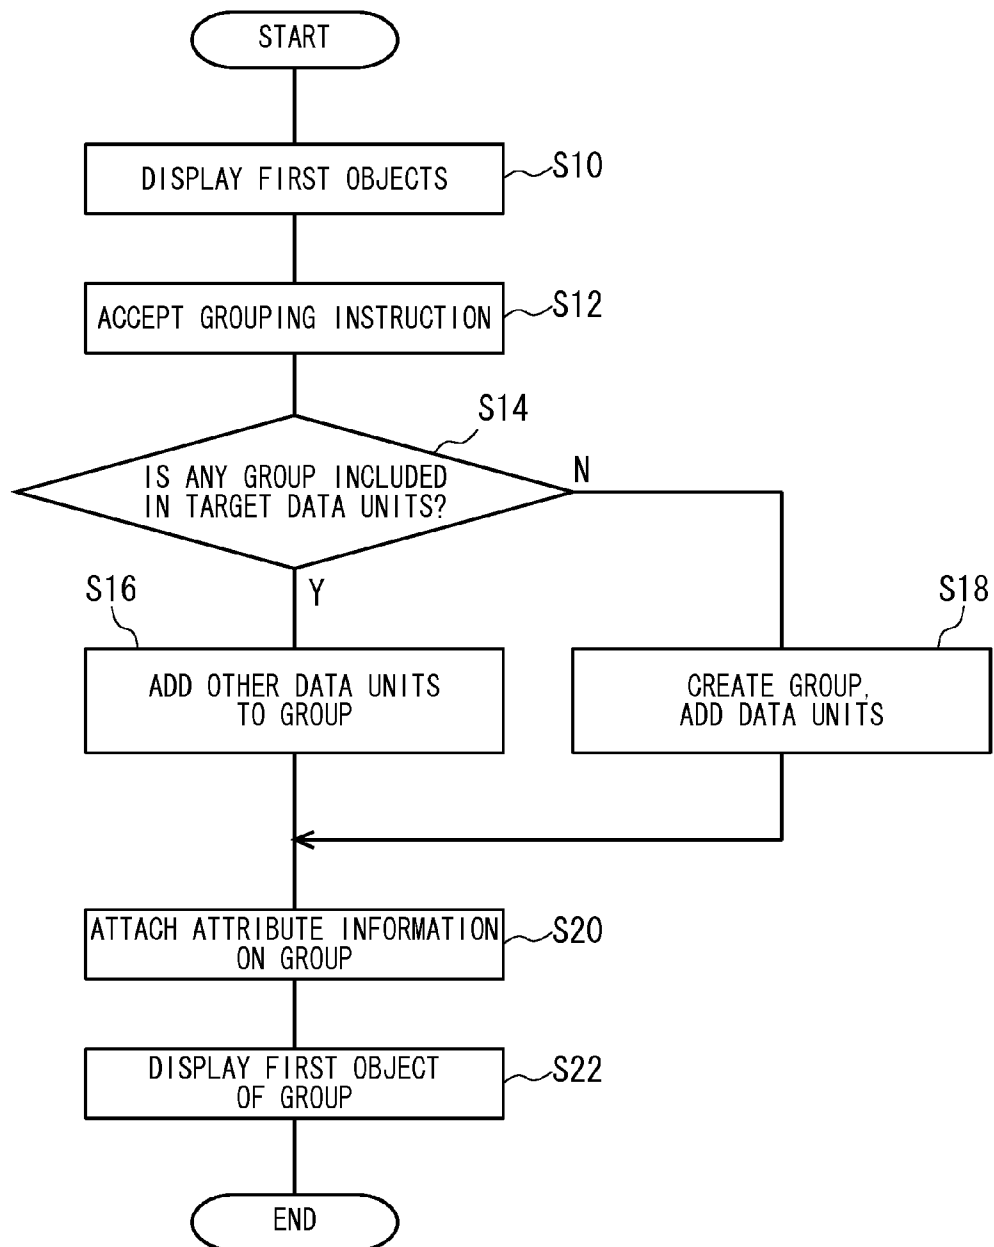 START
DISPLAY FIRST OBJECTS
S10
ACCEPT GROUPING INSTRUCTION
S12
S14
IS ANY GROUP INCLUDED
IN TARGET DATA UNITS?
N
Y
S16
S18
ADD OTHER DATA UNITS
TO GROUP
CREATE GROUP,
ADD DATA UNITS
ATTACH ATTRIBUTE INFORMATION
ON GROUP
S20
DISPLAY FIRST OBJECT
OF GROUP
S22
END